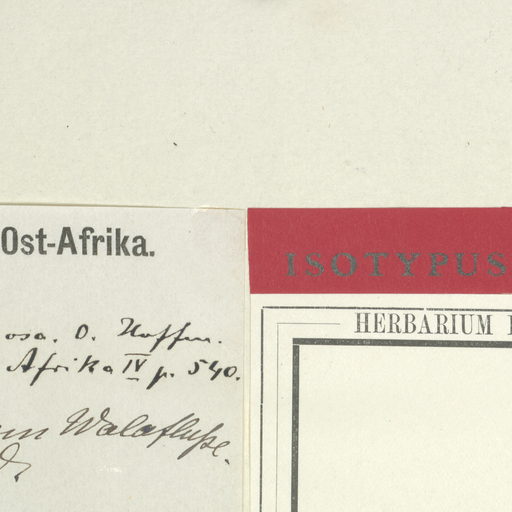 Ost-Afrika.
osa. O. Hoffm.
Afrika IV p. 540.
ISOTYPUS
HERBARIUM